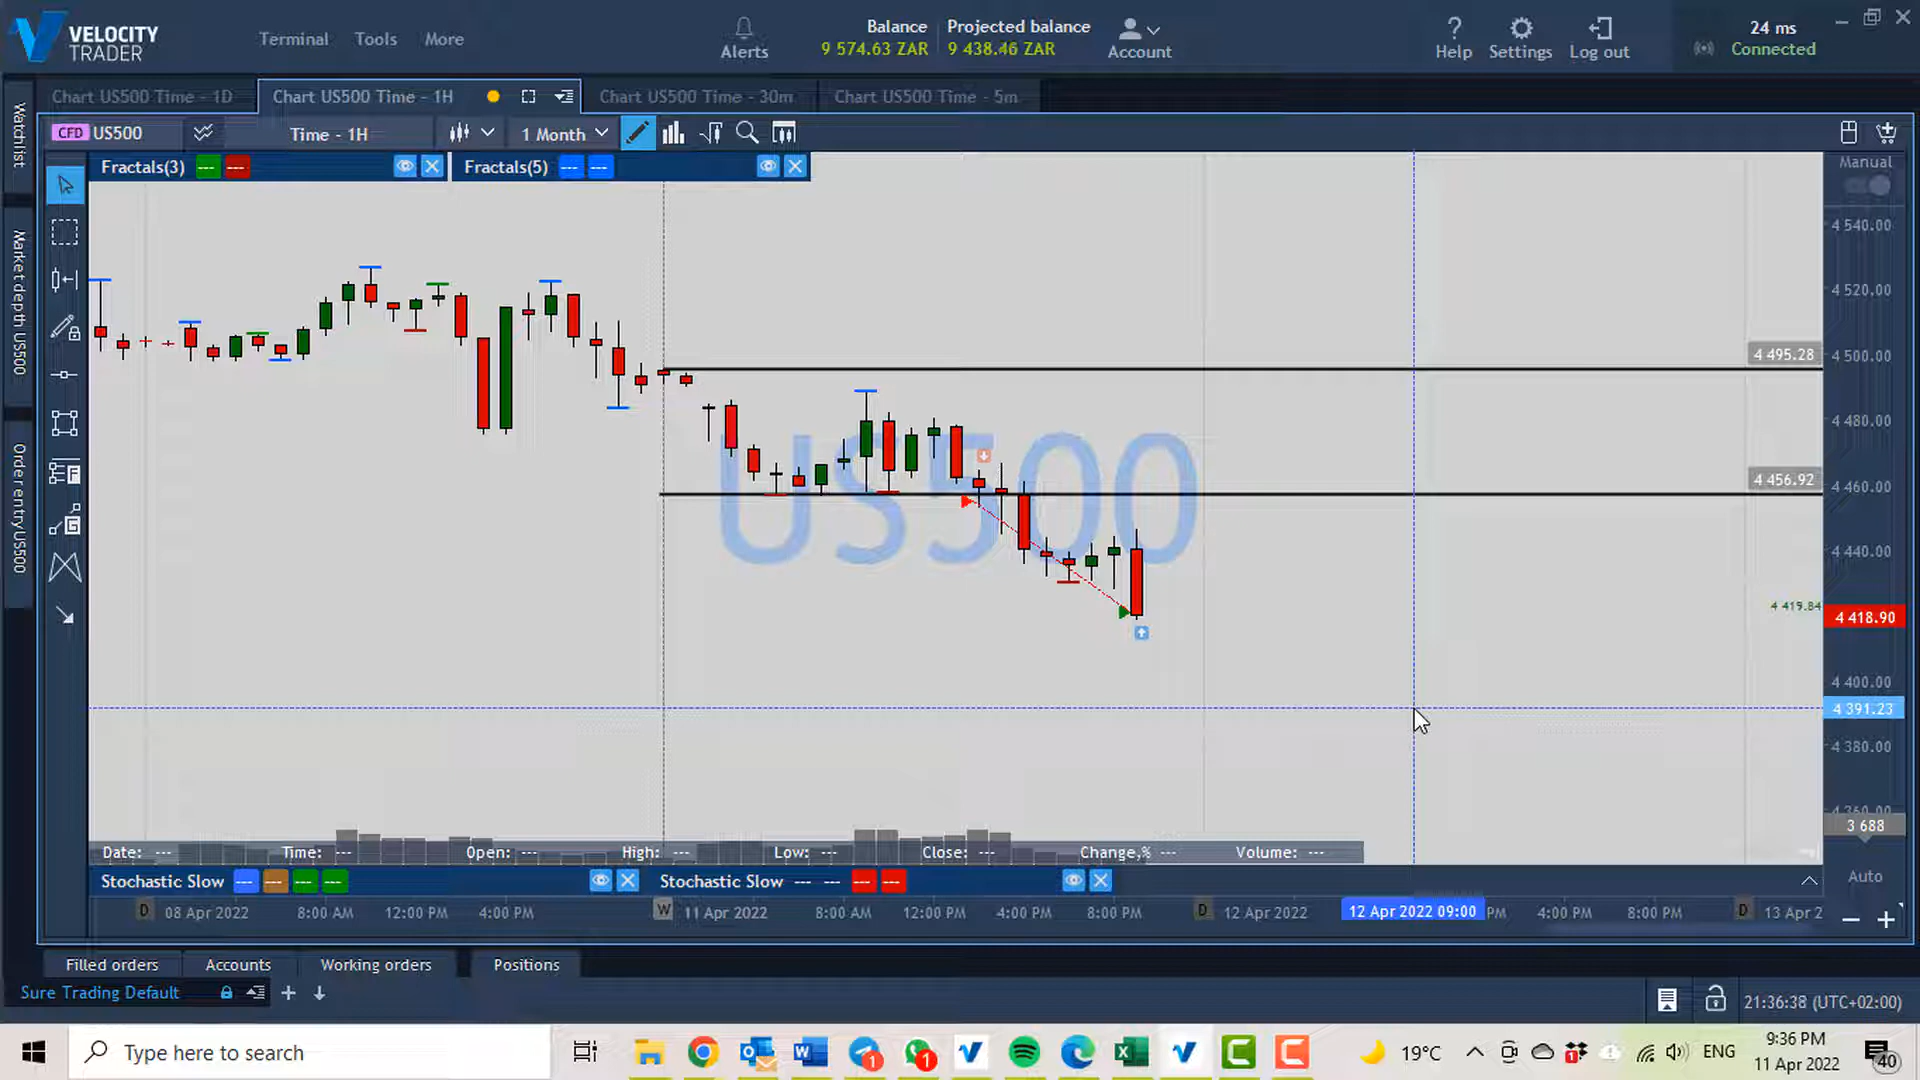 VELOCITY
TRADER
Terminal
Tools
More
Alerts
Balance
9 574.63 ZAR
Projected balance
9 438.46 ZAR
Account
Help
Settings
Log out
24 ms
Connected
Chart US500 Time - 1D
Chart US500 Time - 1H
Chart US500 Time - 30m
Chart US500 Time - 5m
Watchlist
Market depth US500
Order entry US500
CFD US500
Time - 1H
1 Month
Fractals(3) --- ---
Fractals(5) --- ---
Manual
4 540.00
4 520.00
4 500.00
4 480.00
4 460.00
4 440.00
4 418.90
4 400.00
4 391.23
4 380.00
4 360.00
3 688
4 495.28
4 456.92
4 419.84
US500
F
G
Date: --- Time: --- Open: --- High: --- Low: --- Close: --- Change,% --- Volume: ---
Stochastic Slow --- --- --- ---
Stochastic Slow --- --- --- ---
Auto
D 08 Apr 2022 8:00 AM 12:00 PM 4:00 PM W 11 Apr 2022 8:00 AM 12:00 PM 4:00 PM 8:00 PM D 12 Apr 2022 12 Apr 2022 09:00 PM 4:00 PM 8:00 PM D 13 Apr 2
Filled orders
Accounts
Working orders
Positions
Sure Trading Default
21:36:38 (UTC+02:00)
Type here to search
1
1
19°C
1
ENG
9:36 PM
11 Apr 2022
40